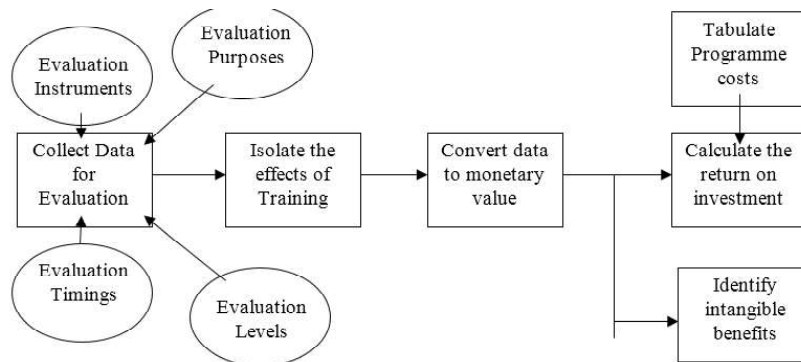 Evaluation
Purposes
Evaluation
Instruments
Tabulate
Programme
costs
Collect Data
for
Evaluation
Isolate the
effects of
Training
Convert data
to monetary
value
Calculate the
return on
investment
Evaluation
Timings
Evaluation
Levels
Identify
intangible
benefits